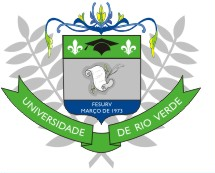 FESURV
MARÇO DE 1973
UNIVERSIDADE DE RIO VERDE